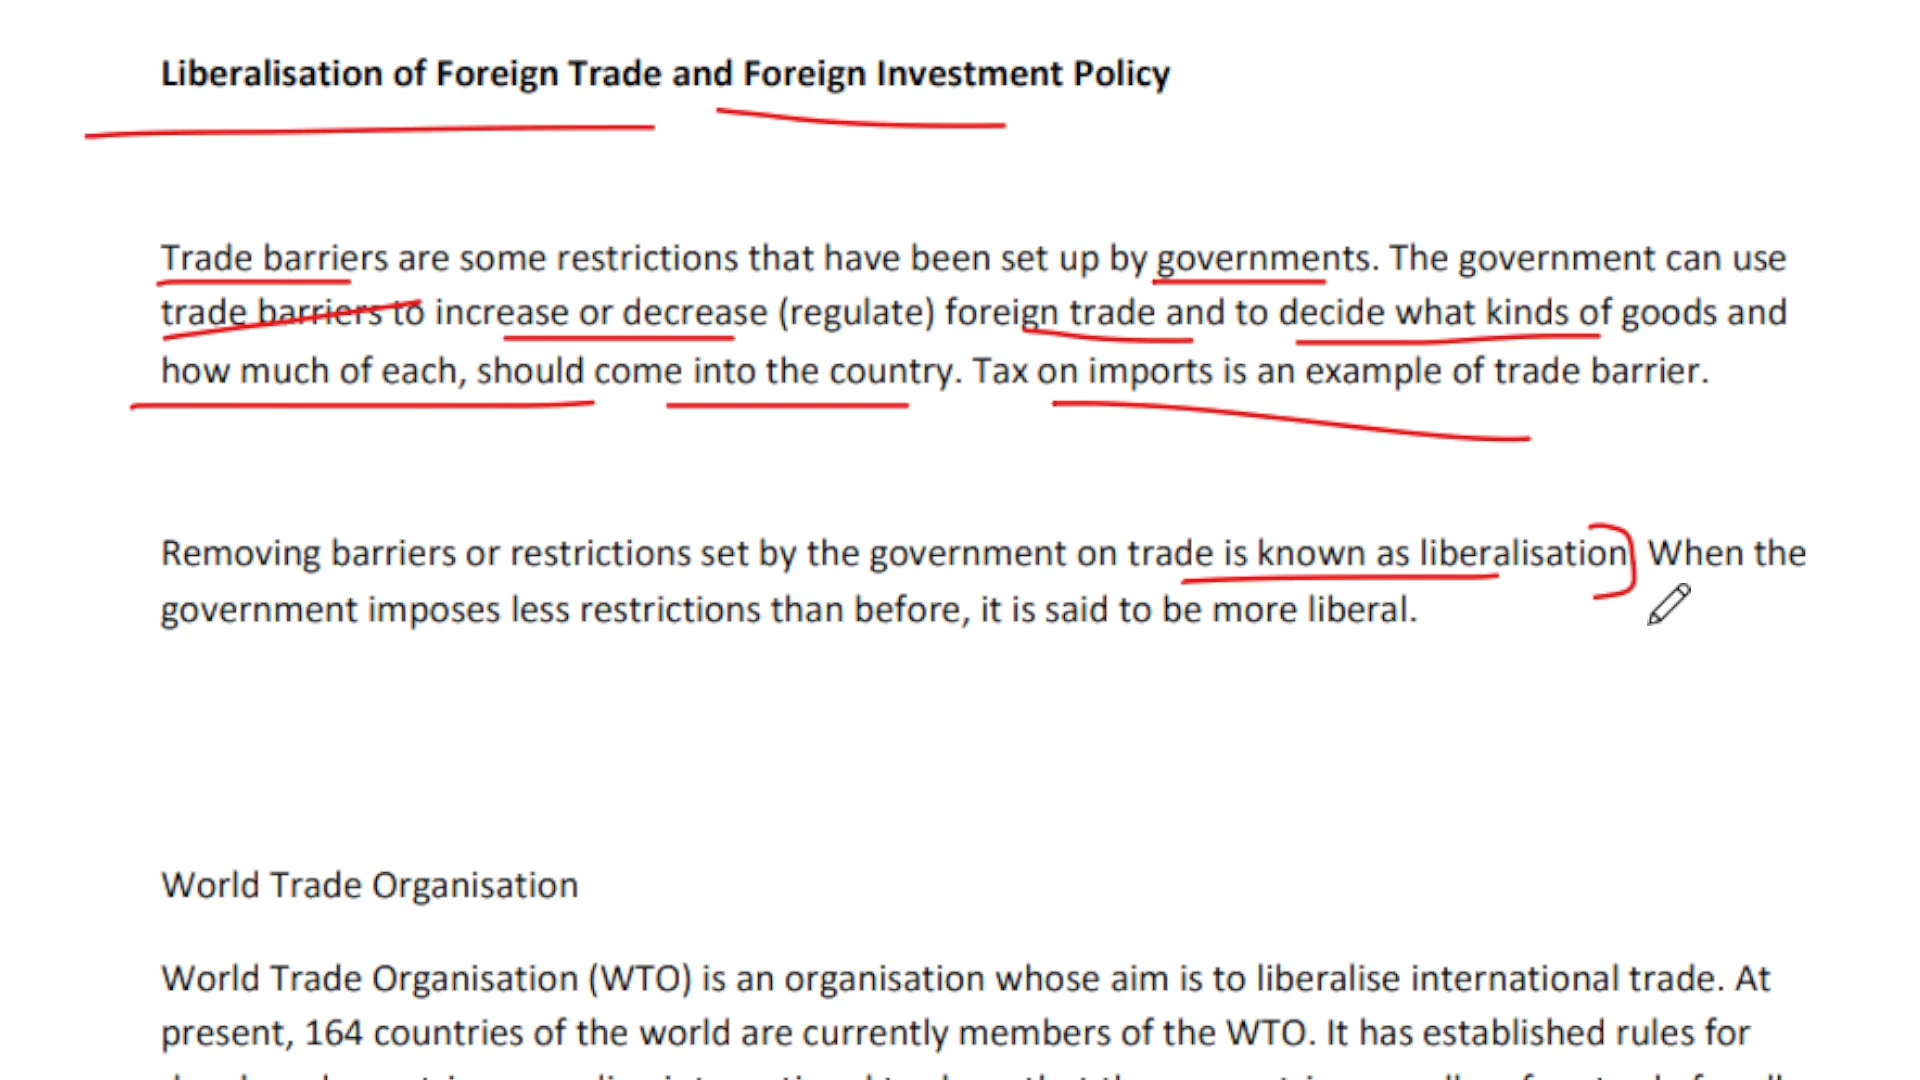 Liberalisation of Foreign Trade and Foreign Investment Policy
Trade barriers are some restrictions that have been set up by governments. The government can use
trade barriers to increase or decrease (regulate) foreign trade and to decide what kinds of goods and
how much of each, should come into the country. Tax on imports is an example of trade barrier.
Removing barriers or restrictions set by the government on trade is known as liberalisation When the
government imposes less restrictions than before, it is said to be more liberal.
World Trade Organisation
World Trade Organisation (WTO) is an organisation whose aim is to liberalise international trade. At
present, 164 countries of the world are currently members of the WTO. It has established rules for